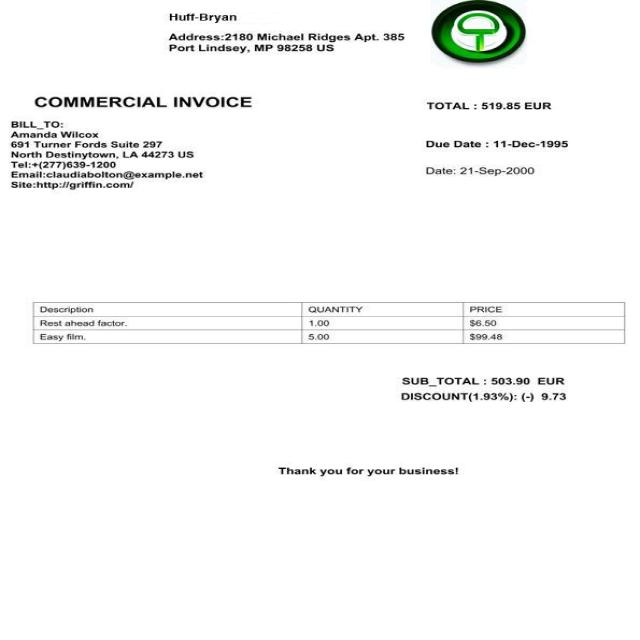 Huff-Bryan
Address:2180 Michael Ridges Apt. 385
Port Lindsey, MP 98258 US
COMMERCIAL INVOICE
TOTAL : 519.85 EUR
BILL_TO:
Amanda Wilcox
691 Turner Fords Suite 297
North Destinytown, LA 44273 US
Tel:+(277)639-1200
Email:claudiabolton@example.net
Site:http://griffin.com/
Due Date : 11-Dec-1995
Date: 21-Sep-2000
Description QUANTITY PRICE
Rest ahead factor. 1.00 $6.50
Easy film. 5.00 $99.48
SUB_TOTAL : 503.90 EUR
DISCOUNT(1.93%): (-) 9.73
Thank you for your business!